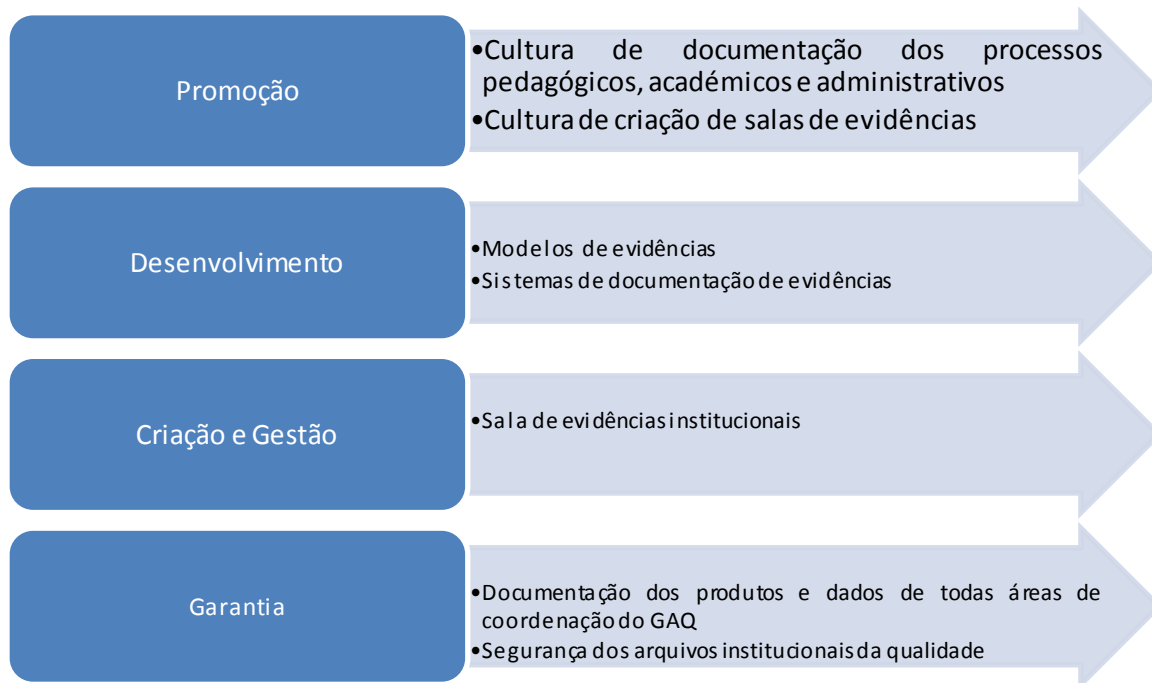 Promoção
•Cultura de documentação dos processos
pedagógicos, académicos e administrativos
•Cultura de criação de salas de evidências
Desenvolvimento
•Modelos de evidências
•Sistemas de documentação de evidências
Criação e Gestão
•Sala de evidências institucionais
Garantia
•Documentação dos produtos e dados de todas áreas de
coordenação do GAQ
•Segurança dos arquivos institucionais da qualidade